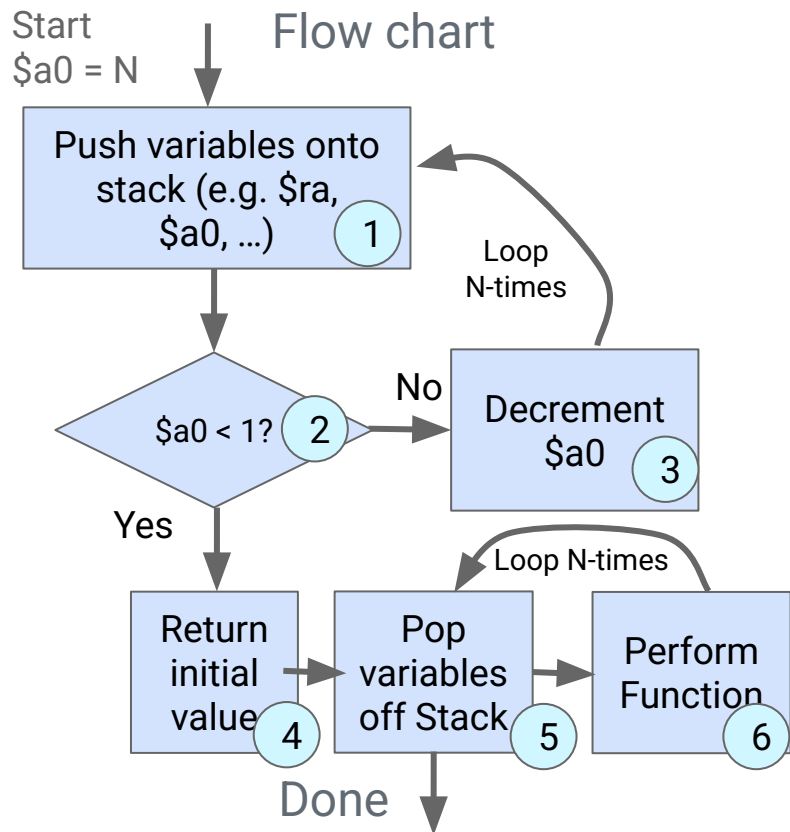 Start
$a0 = N
Flow chart
Push variables onto
stack (e.g. $ra,
$a0, …)
1
Loop
N-times
$a0 < 1?
2
No
Decrement
$a0
3
Yes
Loop N-times
Return
initial
value
4
Pop
variables
off Stack
5
Perform
Function
6
Done